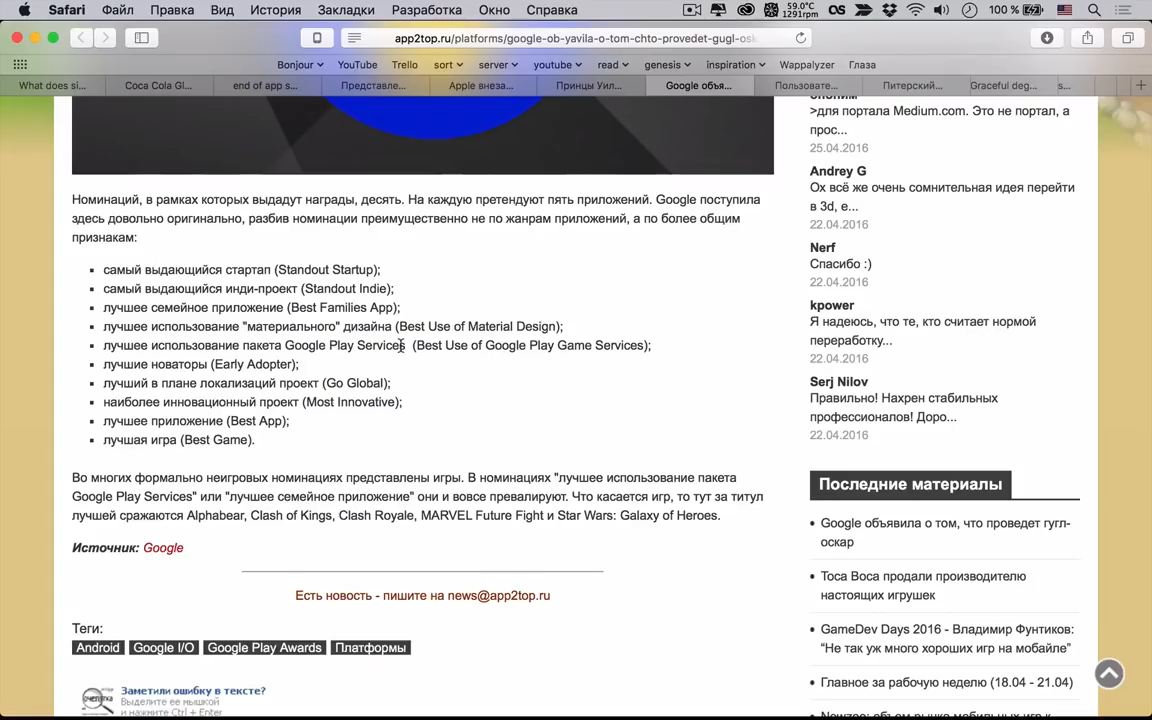 Safari Файл Правка Вид История Закладки Разработка Окно Справка 59.0°C 1291rpm 100 %
app2top.ru/platforms/google-ob-yavila-o-tom-chto-provedet-gugl-osk
Bonjour YouTube Trello sort server youtube read genesis inspiration Wappalyzer Глаза
What does si... Coca Cola Gl... end of app s... Представле... Apple внеза... Принцы Уил... Google объя... Пользовате... Питерский... Graceful deg... s...
>для портала Medium.com. Это не портал, а
прос...
25.04.2016
Andrey G
Ох всё же очень сомнительная идея перейти
в 3d, е...
22.04.2016
Nerf
Спасибо :)
22.04.2016
kpower
Я надеюсь, что те, кто считает нормой
переработку...
22.04.2016
Serj Nilov
Правильно! Нахрен стабильных
профессионалов! Доро...
22.04.2016
Номинаций, в рамках которых выдадут награды, десять. На каждую претендуют пять приложений. Google поступила
здесь довольно оригинально, разбив номинации преимущественно не по жанрам приложений, а по более общим
признакам:
самый выдающийся стартап (Standout Startup);
самый выдающийся инди-проект (Standout Indie);
лучшее семейное приложение (Best Families App);
лучшее использование "материального" дизайна (Best Use of Material Design);
лучшее использование пакета Google Play Services (Best Use of Google Play Game Services);
лучшие новаторы (Early Adopter);
лучший в плане локализаций проект (Go Global);
наиболее инновационный проект (Most Innovative);
лучшее приложение (Best App);
лучшая игра (Best Game).
Во многих формально неигровых номинациях представлены игры. В номинациях "лучшее использование пакета
Google Play Services" или "лучшее семейное приложение" они и вовсе превалируют. Что касается игр, то тут за титул
лучшей сражаются Alphabear, Clash of Kings, Clash Royale, MARVEL Future Fight и Star Wars: Galaxy of Heroes.
Источник: Google
Есть новость - пишите на news@app2top.ru
Теги:
Android Google I/O Google Play Awards Платформы
Заметили ошибку в тексте?
Выделите ее мышкой
и нажмите Ctrl + Enter
Последние материалы
Google объявила о том, что проведет гугл-
оскар
Toca Boca продали производителю
настоящих игрушек
GameDev Days 2016 - Владимир Фунтиков:
“Не так уж много хороших игр на мобайле”
Главное за рабочую неделю (18.04 - 21.04)